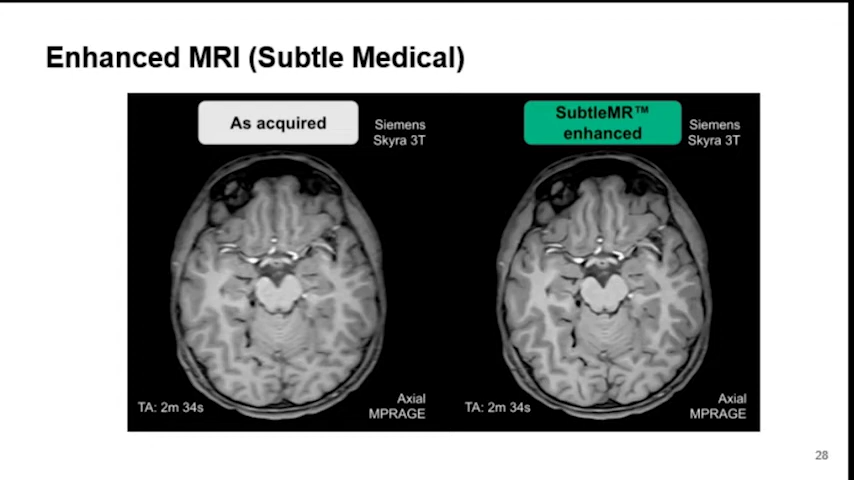 Enhanced MRI (Subtle Medical)
As acquired
Siemens
Skyra 3T
SubtleMR™
enhanced
Siemens
Skyra 3T
TA: 2m 34s
Axial
MPRAGE
TA: 2m 34s
Axial
MPRAGE
28